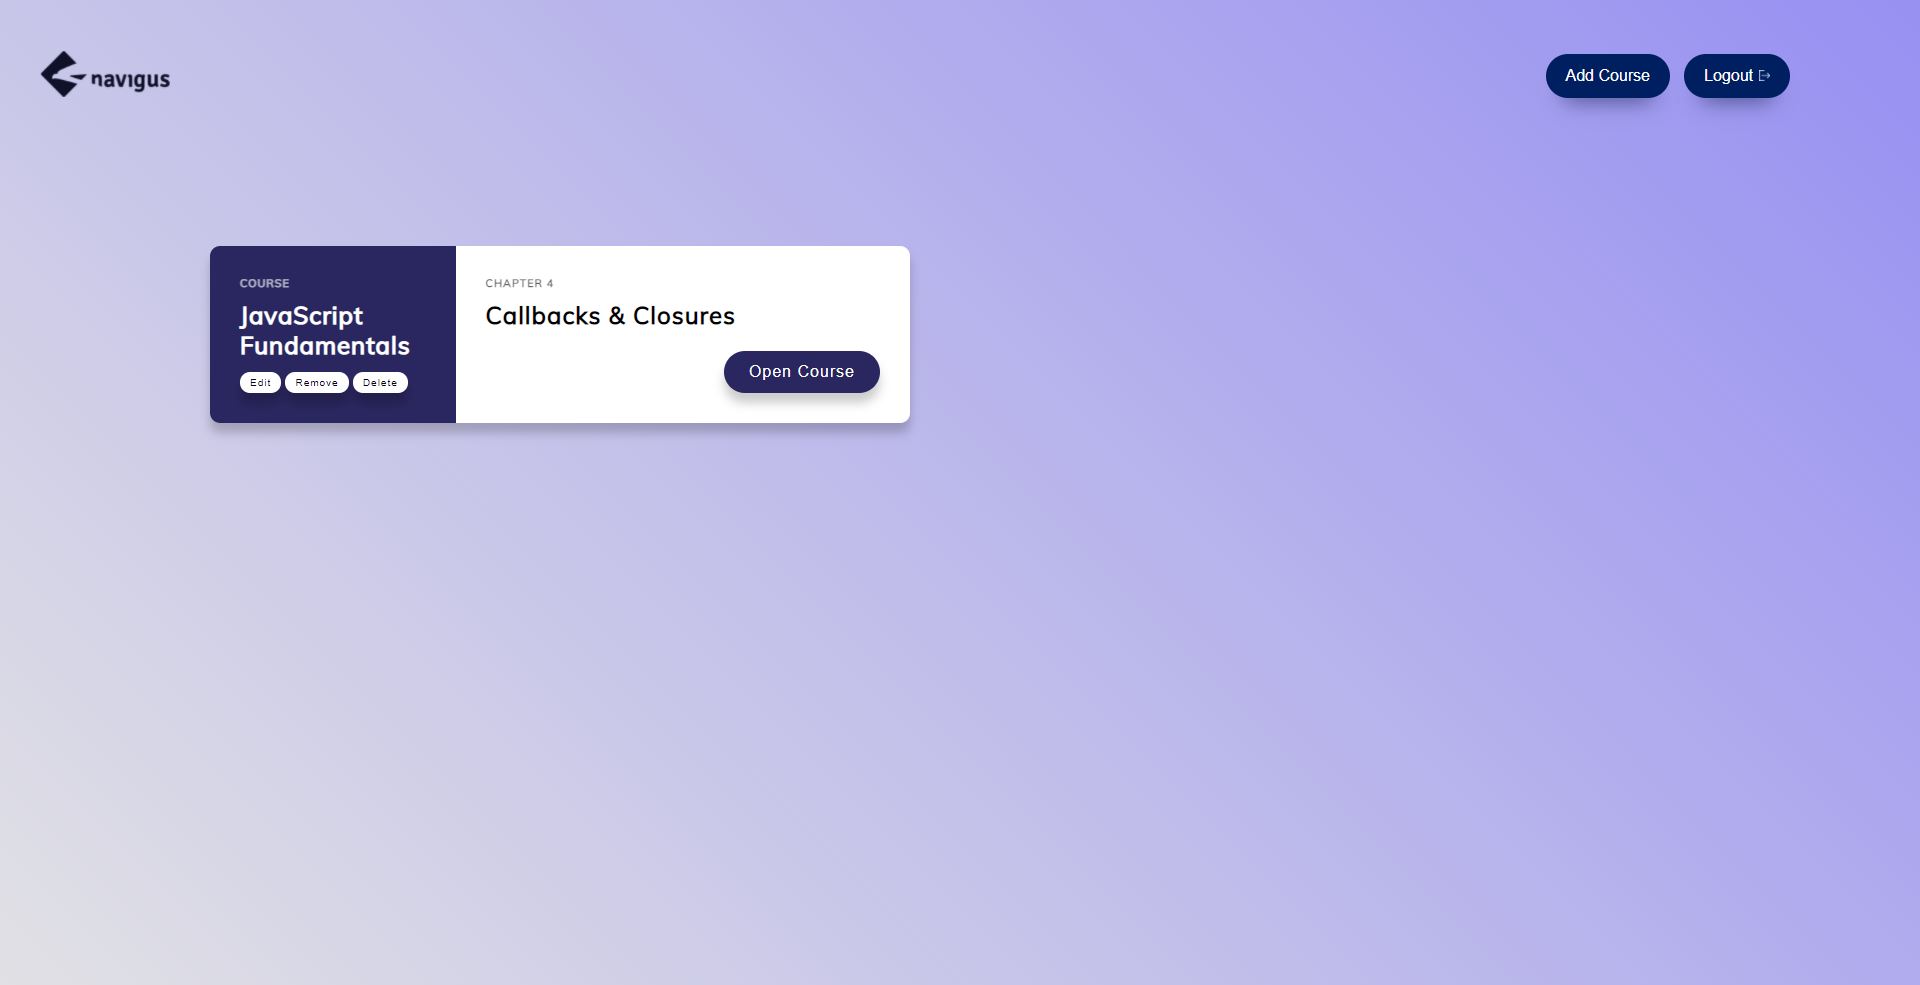 navigus
Add Course
Logout
COURSE
JavaScript
Fundamentals
Edit Remove Delete
CHAPTER 4
Callbacks & Closures
Open Course